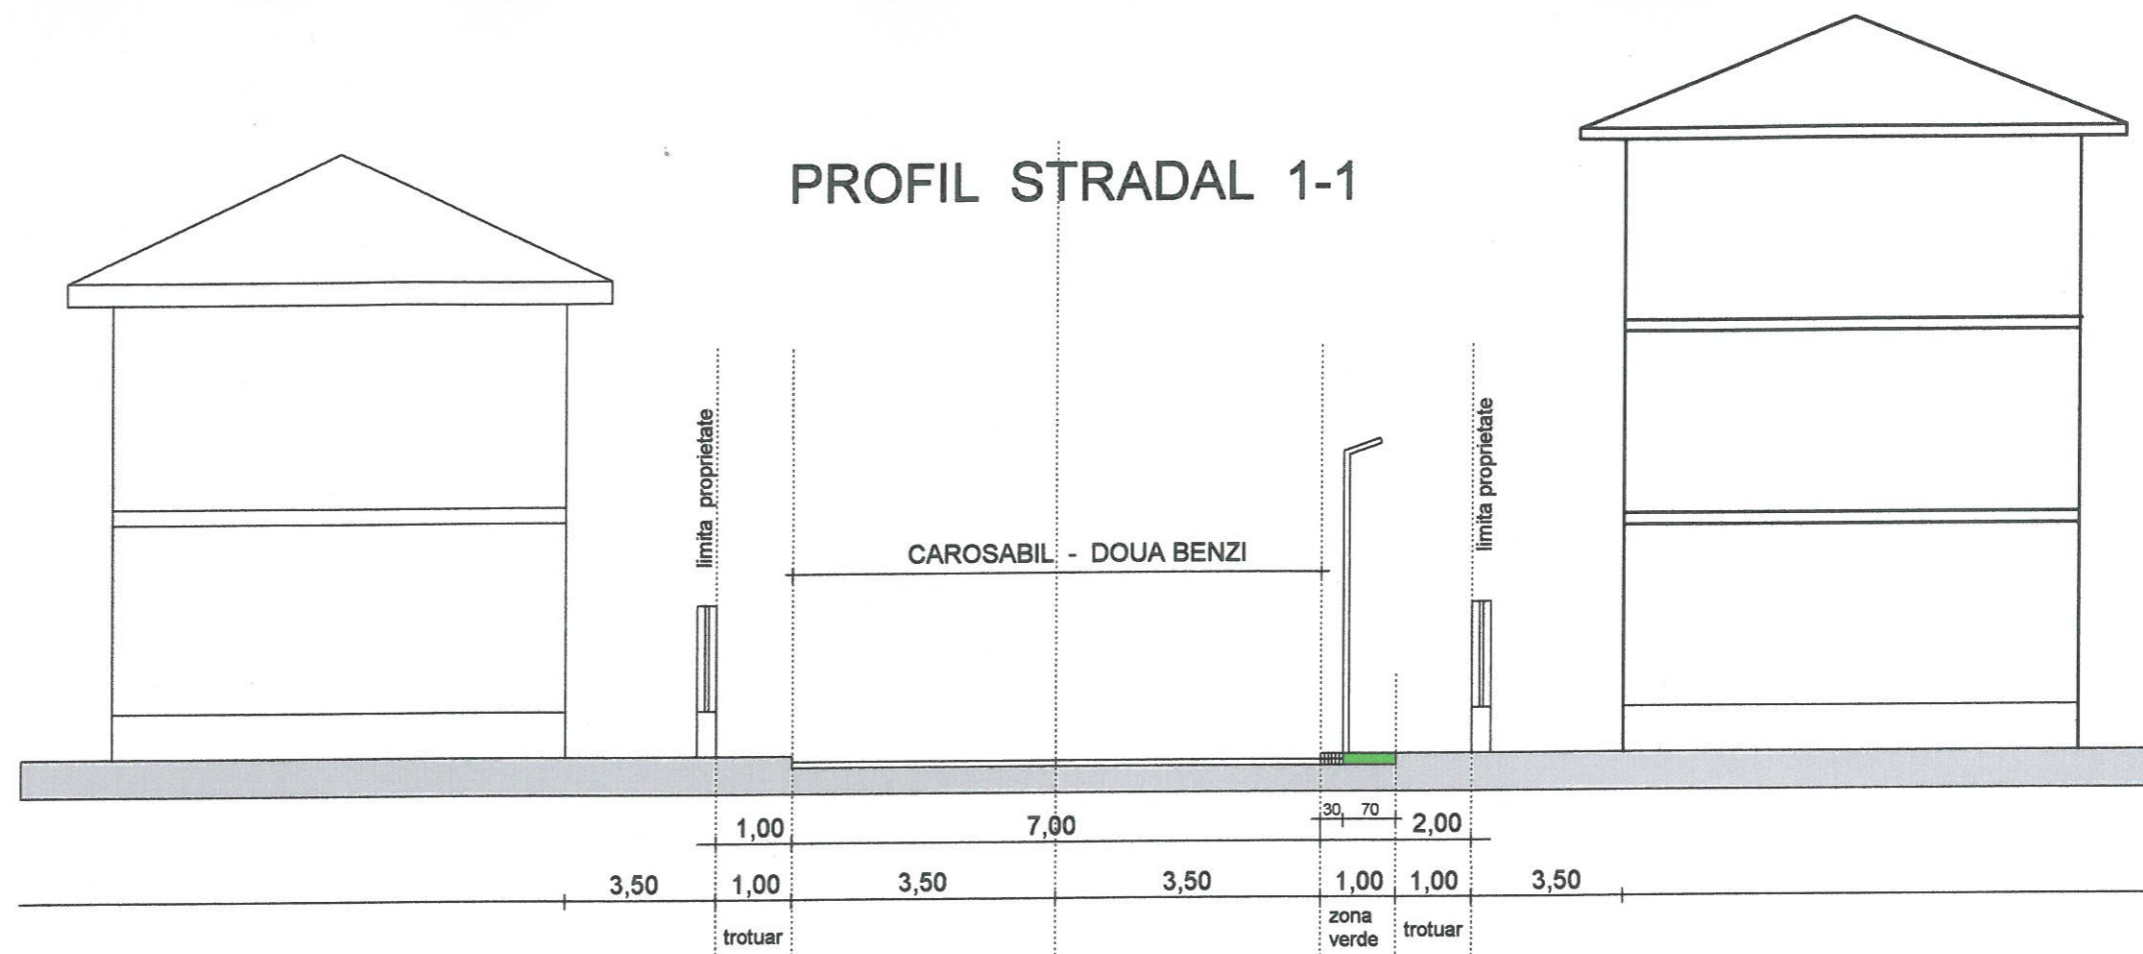 PROFIL STRADAL 1-1
limita proprietate
limita proprietate
CAROSABIL - DOUA BENZI
30 70
1,00 7,00 2,00
3,50 1,00 3,50 3,50 1,00 1,00 3,50
trotuar
zona
verde
trotuar